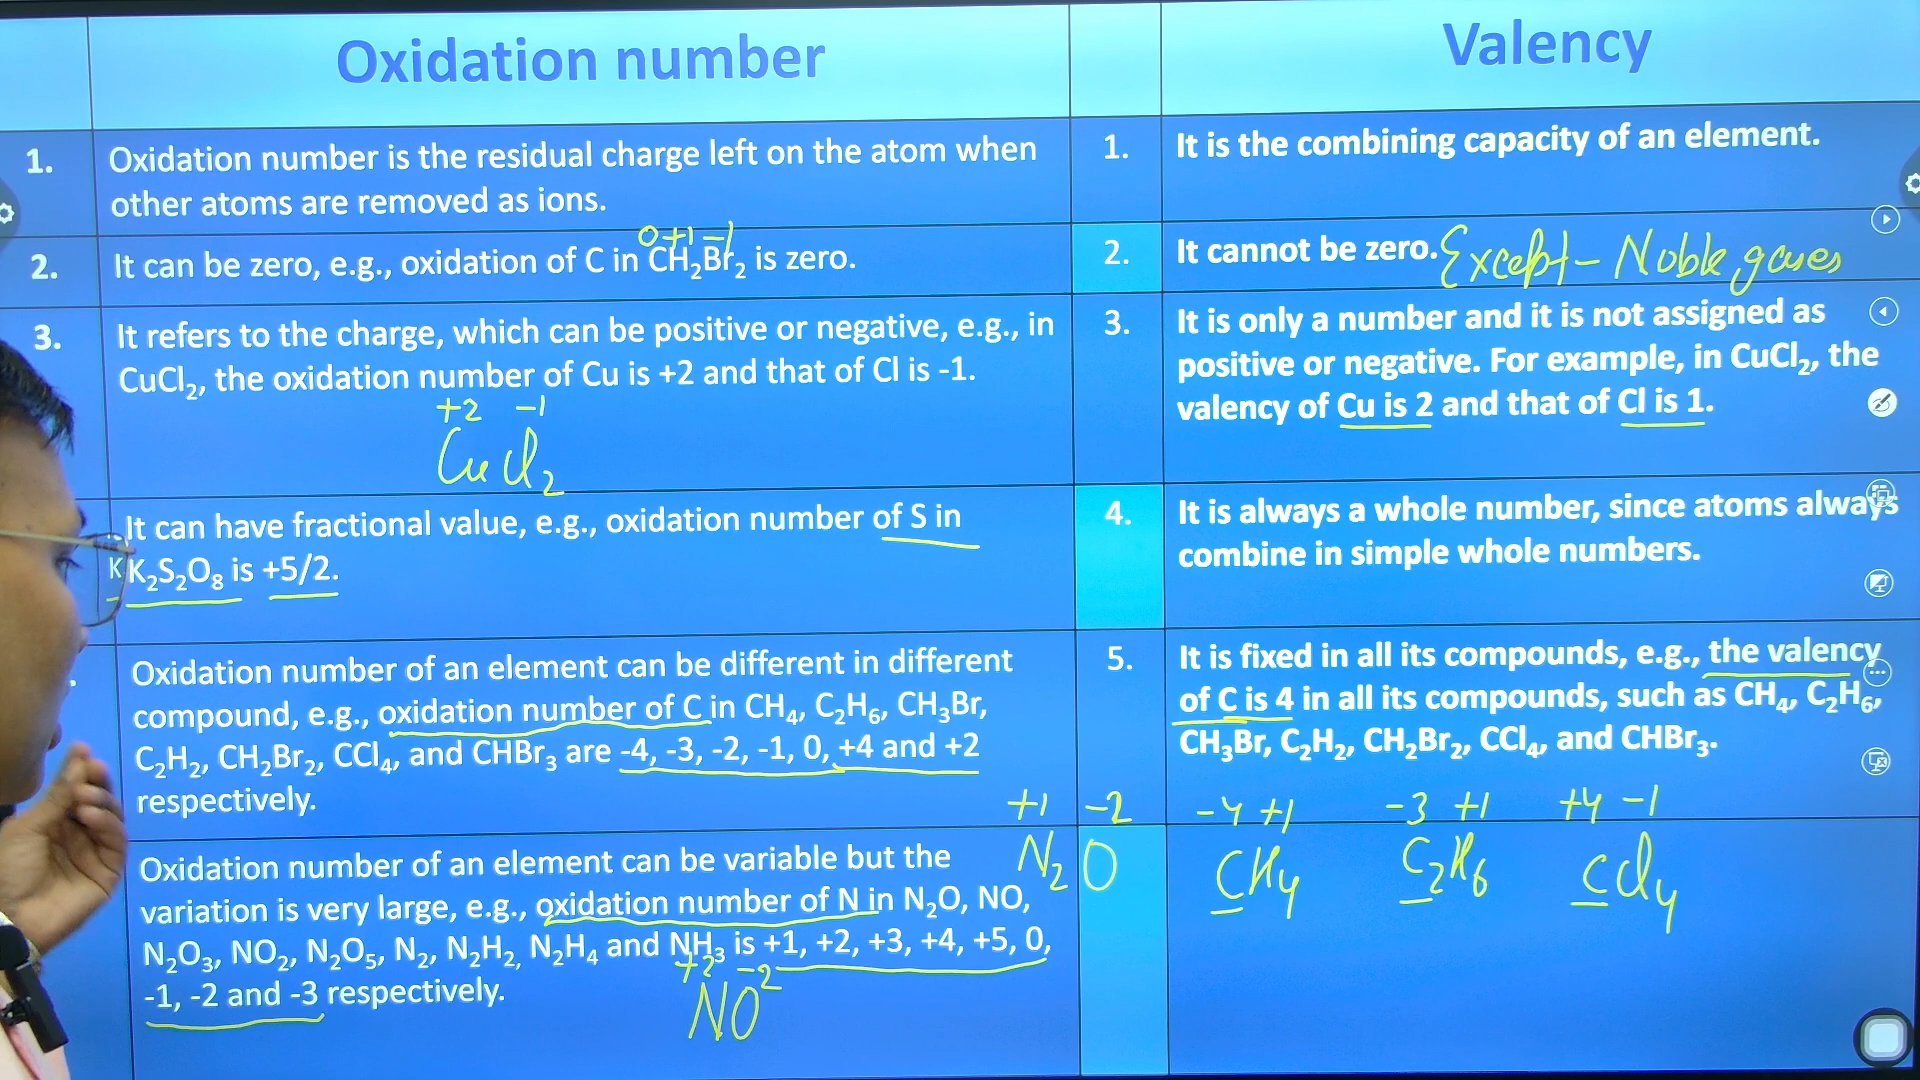 Oxidation number
Valency
1.
Oxidation number is the residual charge left on the atom when
other atoms are removed as ions.
1.
It is the combining capacity of an element.
0 +1 -1
2.
It can be zero, e.g., oxidation of C in CH₂Br₂ is zero.
2.
It cannot be zero. Except - Noble gases
3.
It refers to the charge, which can be positive or negative, e.g., in
CuCl₂, the oxidation number of Cu is +2 and that of Cl is -1.
+2 -1
CuCl₂
3.
It is only a number and it is not assigned as
positive or negative. For example, in CuCl₂, the
valency of Cu is 2 and that of Cl is 1.
It can have fractional value, e.g., oxidation number of S in
KK₂S₂O₈ is +5/2.
4.
It is always a whole number, since atoms always
combine in simple whole numbers.
Oxidation number of an element can be different in different
compound, e.g., oxidation number of C in CH₄, C₂H₆, CH₃Br,
C₂H₂, CH₂Br₂, CCl₄, and CHBr₃ are -4, -3, -2, -1, 0, +4 and +2
respectively.
5.
It is fixed in all its compounds, e.g., the valency
of C is 4 in all its compounds, such as CH₄, C₂H₆,
CH₃Br, C₂H₂, CH₂Br₂, CCl₄, and CHBr₃.
+1 -2
N₂O
-4 +1 -3 +1 +4 -1
CH₄ C₂H₆ CCl₄
Oxidation number of an element can be variable but the
variation is very large, e.g., oxidation number of N in N₂O, NO,
N₂O₃, NO₂, N₂O₅, N₂, N₂H₂, N₂H₄ and NH₃ is +1, +2, +3, +4, +5, 0,
-1, -2 and -3 respectively.
+2 -2
NO²